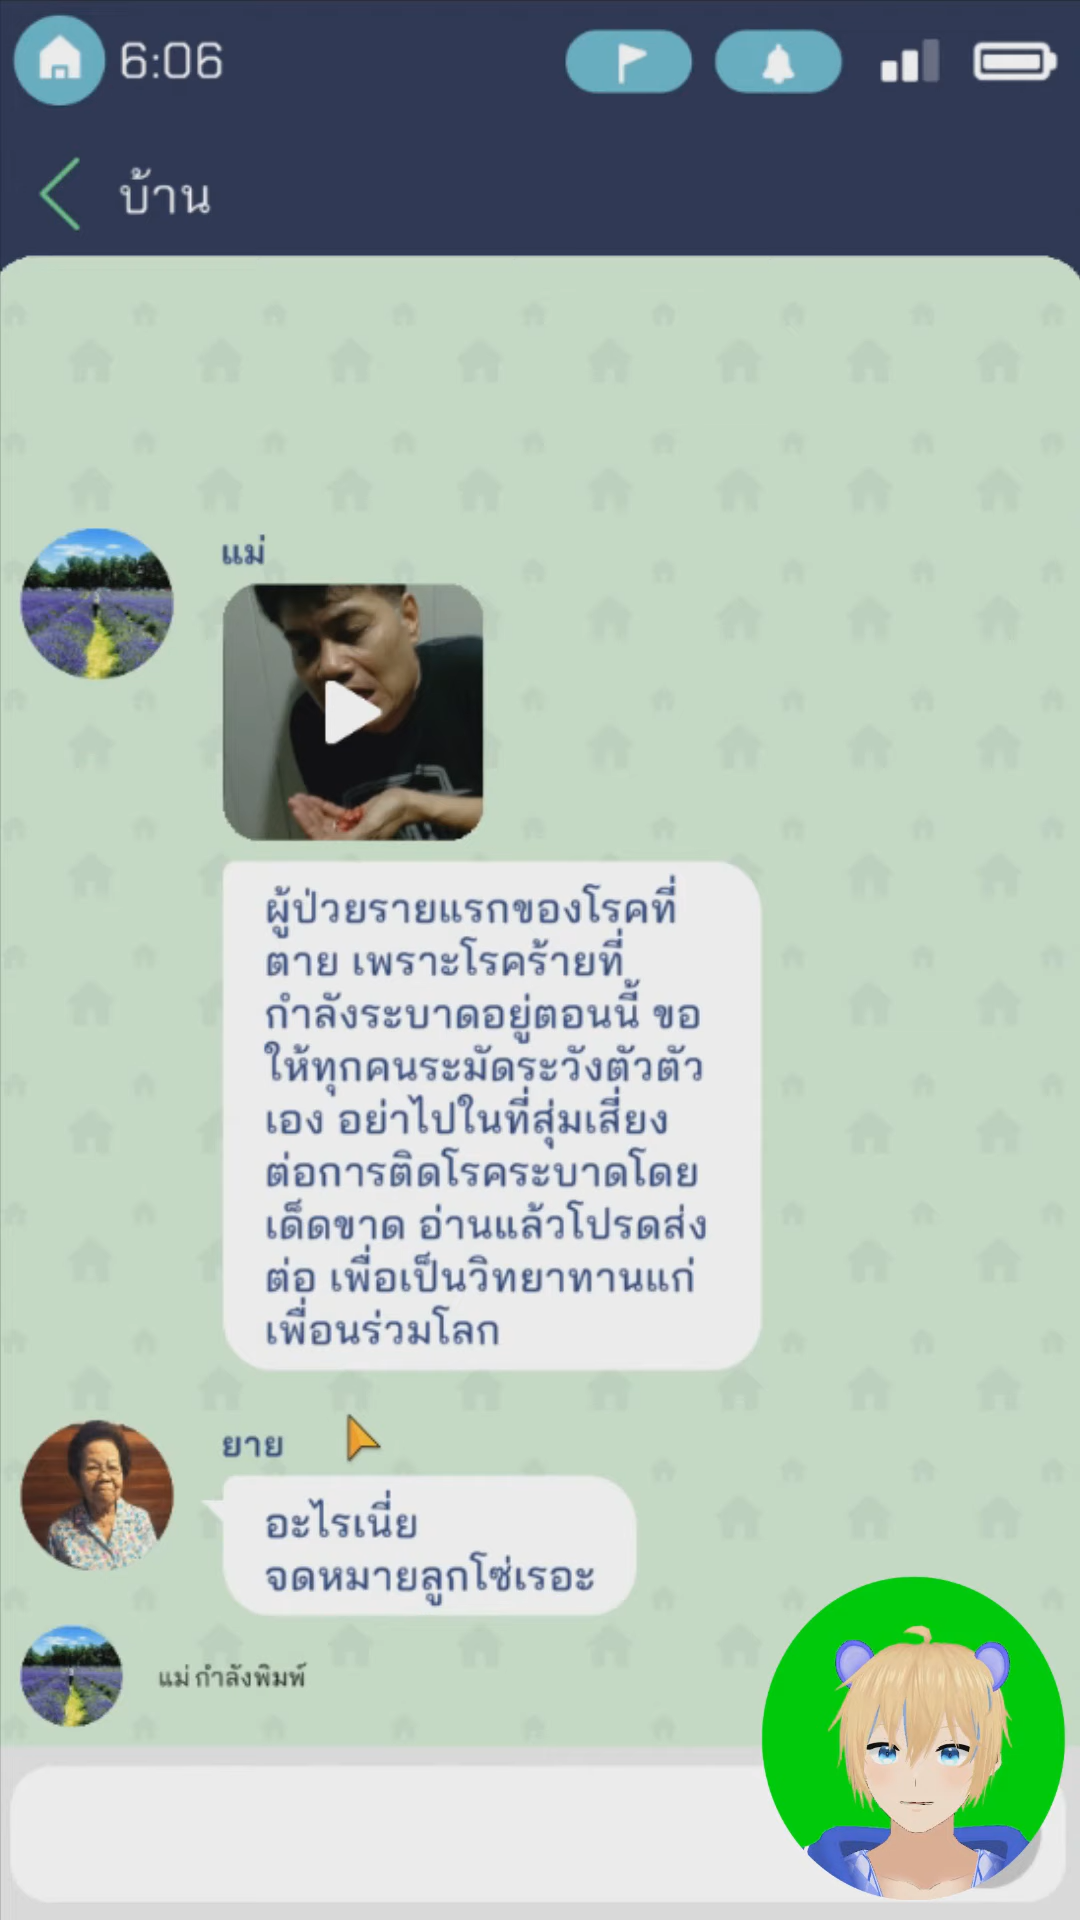 6:06
บ้าน
แม่
ผู้ป่วยรายแรกของโรคที่
ตาย เพราะโรคร้ายที่
กำลังระบาดอยู่ตอนนี้ ขอ
ให้ทุกคนระมัดระวังตัวตัว
เอง อย่าไปในที่สุ่มเสี่ยง
ต่อการติดโรคระบาดโดย
เด็ดขาด อ่านแล้วโปรดส่ง
ต่อ เพื่อเป็นวิทยาทานแก่
เพื่อนร่วมโลก
ยาย
อะไรเนี่ย
จดหมายลูกโซ่เรอะ
แม่ กำลังพิมพ์